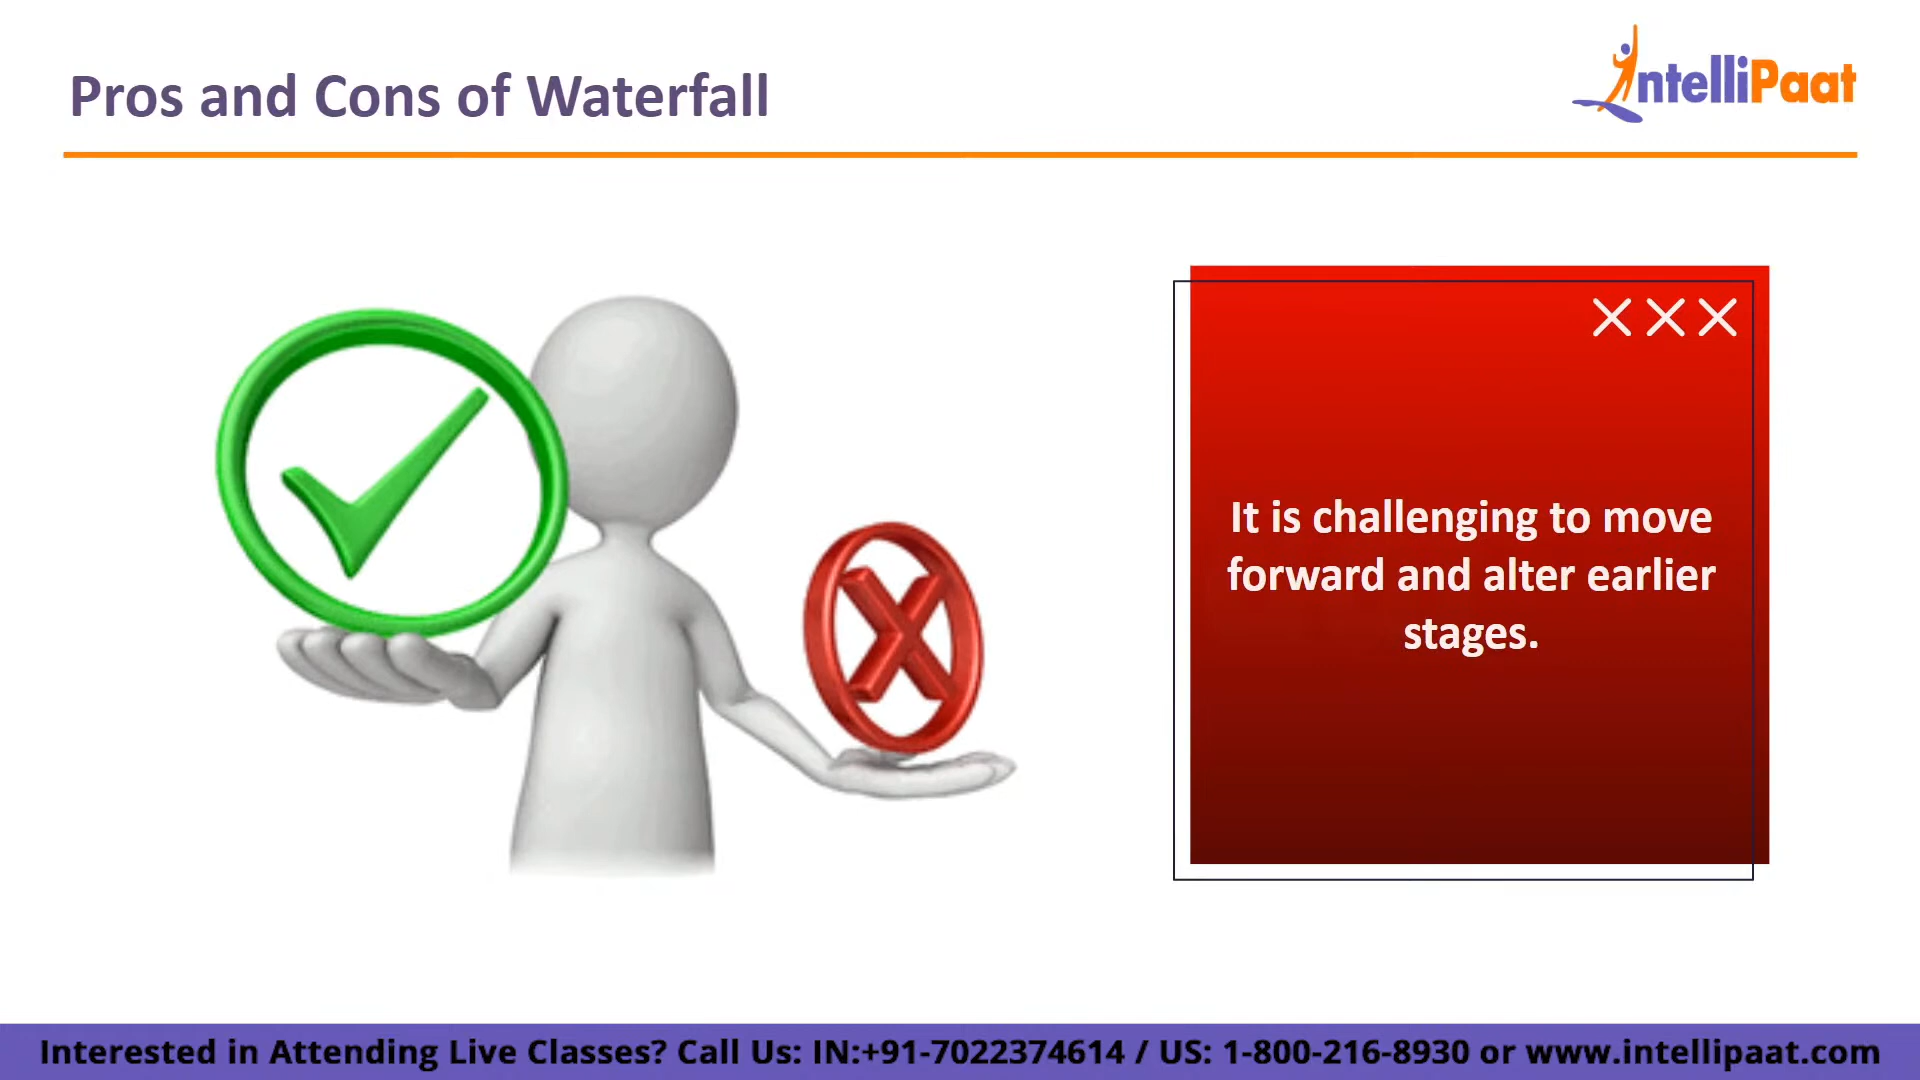 Pros and Cons of Waterfall
IntelliPaat
It is challenging to move
forward and alter earlier
stages.
Interested in Attending Live Classes? Call Us: IN:+91-7022374614 / US: 1-800-216-8930 or www.intellipaat.com